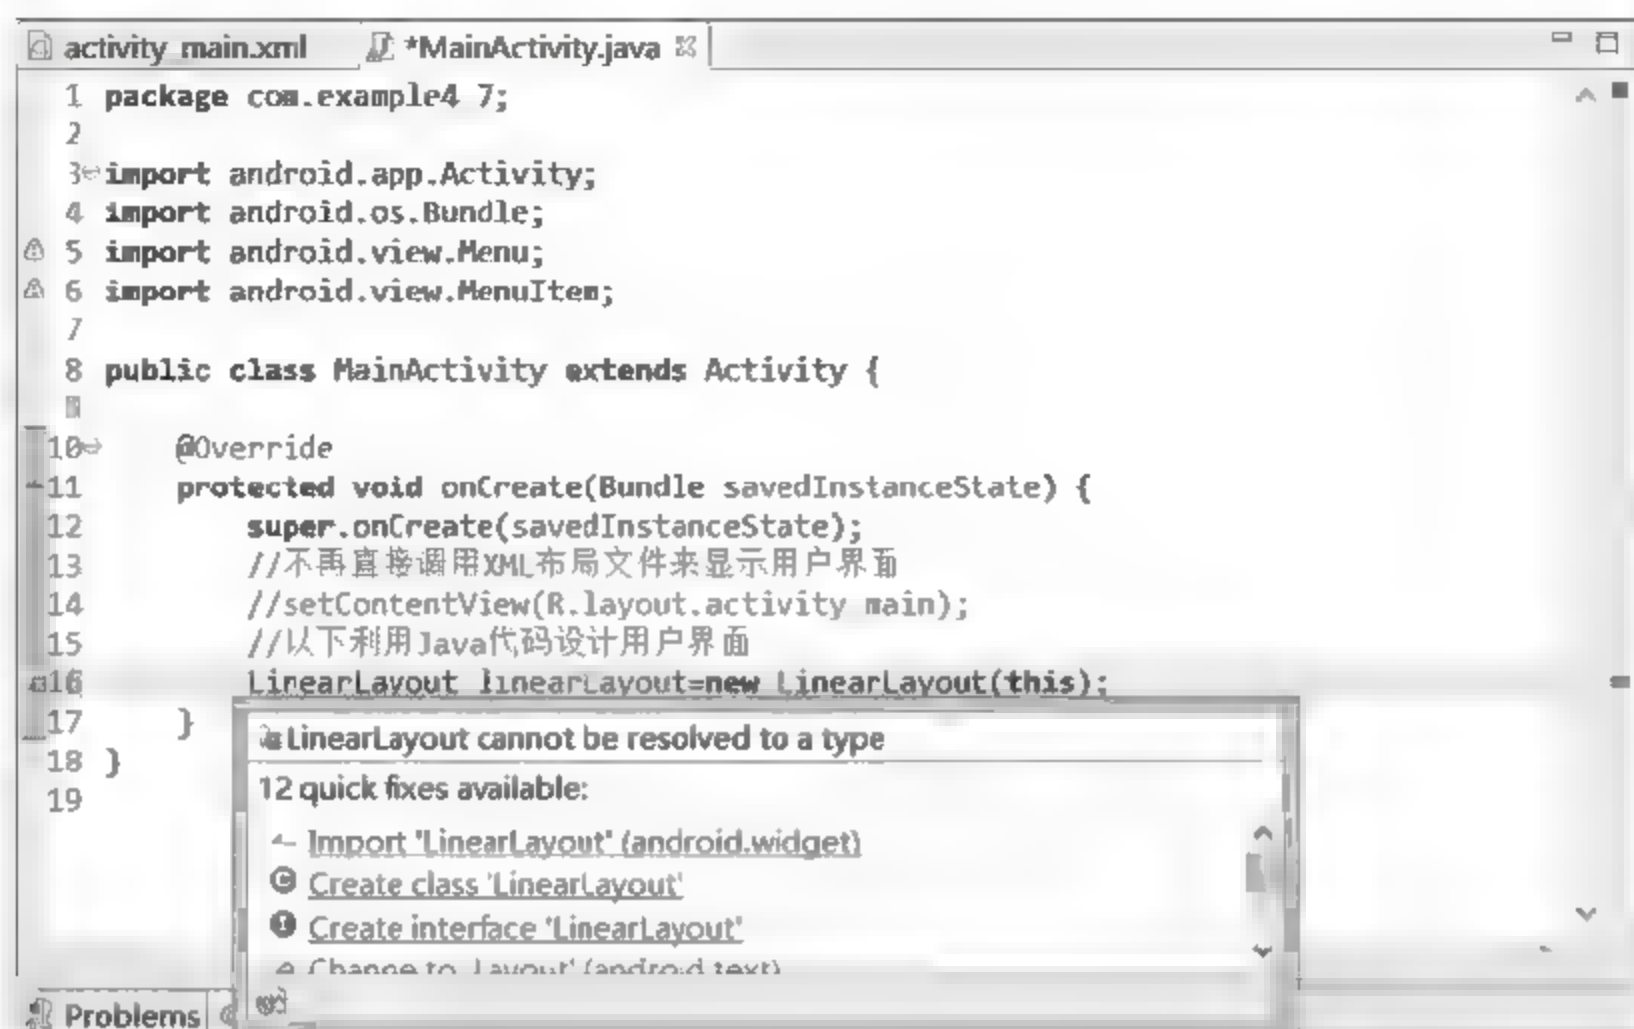 activity_main.xml *MainActivity.java
1 package com.example4_7;
2
3 import android.app.Activity;
4 import android.os.Bundle;
5 import android.view.Menu;
6 import android.view.MenuItem;
7
8 public class MainActivity extends Activity {
9
10 @Override
11 protected void onCreate(Bundle savedInstanceState) {
12 super.onCreate(savedInstanceState);
13 //不再直接调用XML布局文件来显示用户界面
14 //setContentView(R.layout.activity_main);
15 //以下利用Java代码设计用户界面
16 LinearLayout linearLayout=new LinearLayout(this);
17 }
18 }
19
LinearLayout cannot be resolved to a type
12 quick fixes available:
Import 'LinearLayout' (android.widget)
Create class 'LinearLayout'
Create interface 'LinearLayout'
Change to 'Layout' (android.text)
Problems